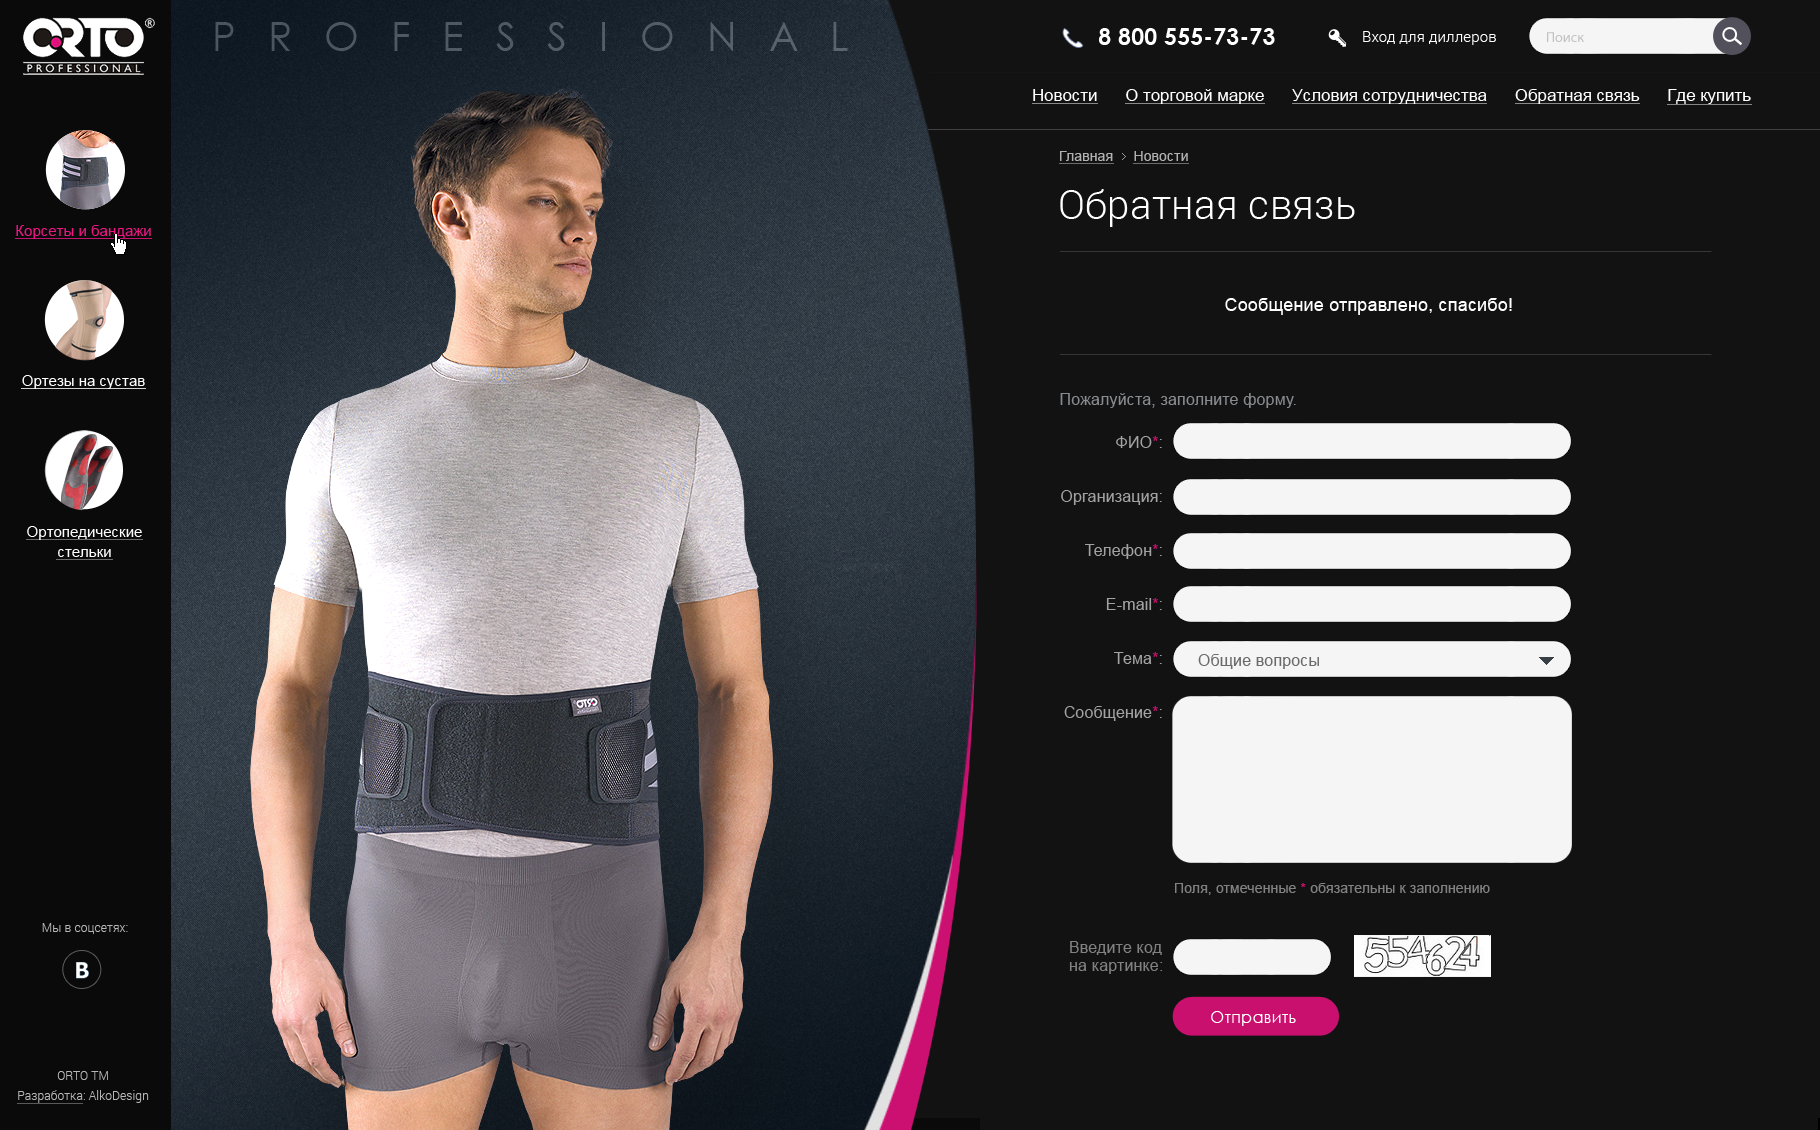 ORTO®
PROFESSIONAL
Корсеты и бандажи
Ортезы на сустав
Ортопедические
стельки
Мы в соцсетях:
В
ORTO ТМ
Разработка: AlkoDesign
PROFESSIONAL
ORTO
8 800 555-73-73
Вход для диллеров
Поиск
Новости
О торговой марке
Условия сотрудничества
Обратная связь
Где купить
Главная > Новости
Обратная связь
Сообщение отправлено, спасибо!
Пожалуйста, заполните форму.
ФИО*:
Организация:
Телефон*:
E-mail*:
Тема*: Общие вопросы
Сообщение*:
Поля, отмеченные * обязательны к заполнению
Введите код
на картинке:
554624
Отправить